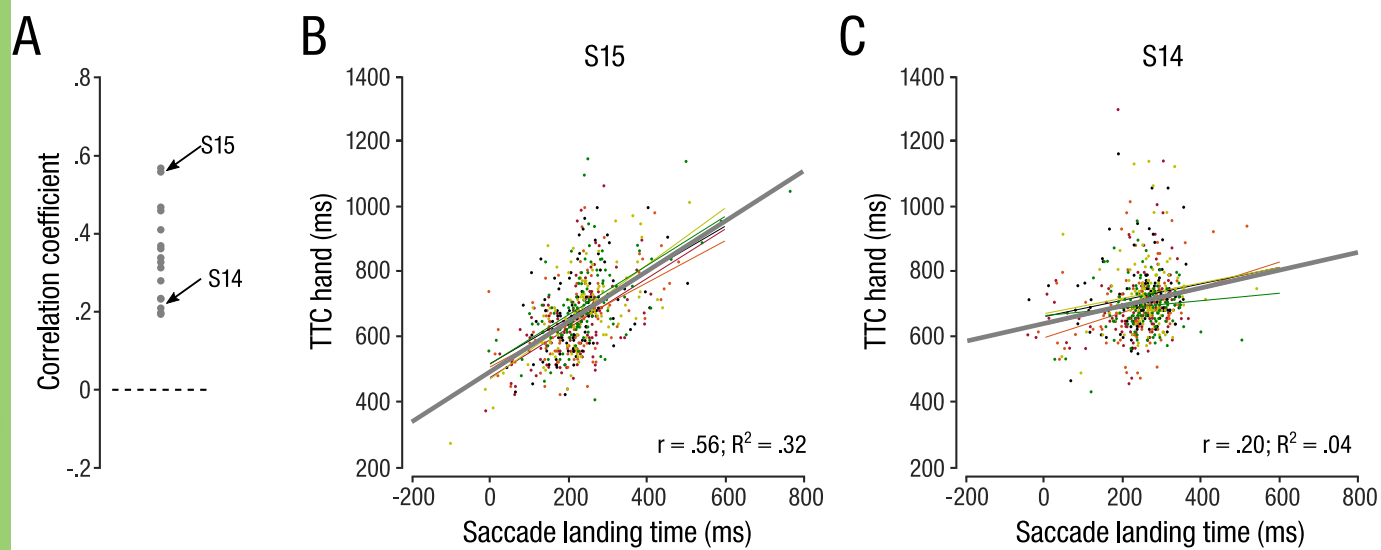 A
Correlation coefficient
.8
.6
.4
.2
0
-.2
S15
S14
B
S15
TTC hand (ms)
1400
1200
1000
800
600
400
200
-200
0
200
400
600
800
Saccade landing time (ms)
r = .56; R² = .32
C
S14
TTC hand (ms)
1400
1200
1000
800
600
400
200
-200
0
200
400
600
800
Saccade landing time (ms)
r = .20; R² = .04